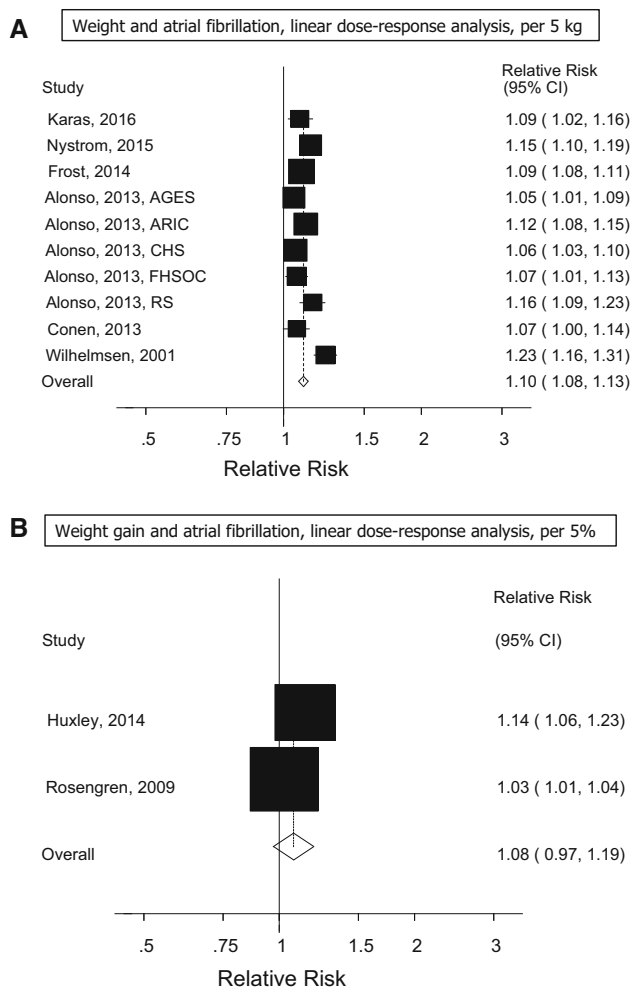 A
Weight and atrial fibrillation, linear dose-response analysis, per 5 kg
Relative Risk
Study (95% CI)
Karas, 2016 1.09 ( 1.02, 1.16)
Nystrom, 2015 1.15 ( 1.10, 1.19)
Frost, 2014 1.09 ( 1.08, 1.11)
Alonso, 2013, AGES 1.05 ( 1.01, 1.09)
Alonso, 2013, ARIC 1.12 ( 1.08, 1.15)
Alonso, 2013, CHS 1.06 ( 1.03, 1.10)
Alonso, 2013, FHSOC 1.07 ( 1.01, 1.13)
Alonso, 2013, RS 1.16 ( 1.09, 1.23)
Conen, 2013 1.07 ( 1.00, 1.14)
Wilhelmsen, 2001 1.23 ( 1.16, 1.31)
Overall 1.10 ( 1.08, 1.13)
.5 .75 1 1.5 2 3
Relative Risk
B
Weight gain and atrial fibrillation, linear dose-response analysis, per 5%
Relative Risk
Study (95% CI)
Huxley, 2014 1.14 ( 1.06, 1.23)
Rosengren, 2009 1.03 ( 1.01, 1.04)
Overall 1.08 ( 0.97, 1.19)
.5 .75 1 1.5 2 3
Relative Risk